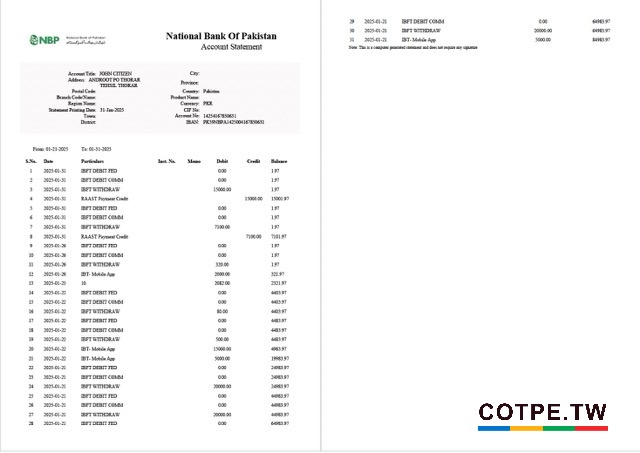 NBP
National Bank of Pakistan
National Bank Of Pakistan
Account Statement
Account Title: JOHN CITIZEN City:
Address: ANDROOT PO THORAR Province:
TEHSIL THORAR
Postal Code: Country: Pakistan
Branch Code/Name: Product Name:
Region Name: Currency: PKR
Statement Printing Date: 31-Jan-2025 CIF No:
Town: Account No: 14254167850631
District: IBAN: PK59NBPA1425004167850631
From: 01-21-2025 To: 01-31-2025
S.No. Date Particulars Inst. No. Memo Debit Credit Balance
1 2025-01-31 IBFT DEBIT FED 0.00 1.97
2 2025-01-31 IBFT DEBIT COMM 0.00 1.97
3 2025-01-31 IBFT WITHDRAW 15000.00 1.97
4 2025-01-31 RAAST Payment Credit 15000.00 15001.97
5 2025-01-31 IBFT DEBIT FED 0.00 1.97
6 2025-01-31 IBFT DEBIT COMM 0.00 1.97
7 2025-01-31 IBFT WITHDRAW 7100.00 1.97
8 2025-01-31 RAAST Payment Credit 7100.00 7101.97
9 2025-01-26 IBFT DEBIT FED 0.00 1.97
10 2025-01-26 IBFT DEBIT COMM 0.00 1.97
11 2025-01-26 IBFT WITHDRAW 320.00 1.97
12 2025-01-26 IBT- Mobile App 2000.00 321.97
13 2025-01-23 10 2082.00 2321.97
14 2025-01-22 IBFT DEBIT FED 0.00 4403.97
15 2025-01-22 IBFT DEBIT COMM 0.00 4403.97
16 2025-01-22 IBFT WITHDRAW 80.00 4403.97
17 2025-01-22 IBFT DEBIT FED 0.00 4483.97
18 2025-01-22 IBFT DEBIT COMM 0.00 4483.97
19 2025-01-22 IBFT WITHDRAW 500.00 4483.97
20 2025-01-22 IBT- Mobile App 15000.00 4983.97
21 2025-01-22 IBT- Mobile App 5000.00 19983.97
22 2025-01-21 IBFT DEBIT FED 0.00 24983.97
23 2025-01-21 IBFT DEBIT COMM 0.00 24983.97
24 2025-01-21 IBFT WITHDRAW 20000.00 24983.97
25 2025-01-21 IBFT DEBIT FED 0.00 44983.97
26 2025-01-21 IBFT DEBIT COMM 0.00 44983.97
27 2025-01-21 IBFT WITHDRAW 20000.00 44983.97
28 2025-01-21 IBFT DEBIT FED 0.00 64983.97
29 2025-01-21 IBFT DEBIT COMM 0.00 64983.97
30 2025-01-21 IBFT WITHDRAW 20000.00 64983.97
31 2025-01-21 IBT- Mobile App 5000.00 84983.97
Note: This is a computer generated statement and does not require any signature
COTPE.TW